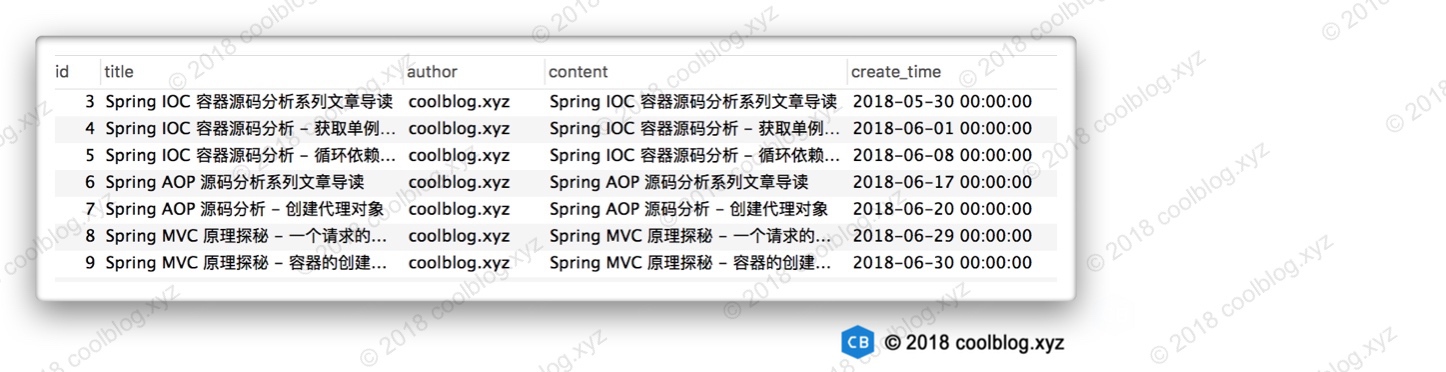 id title author content create_time
3 Spring IOC 容器源码分析系列文章导读 coolblog.xyz Spring IOC 容器源码分析系列文章导读 2018-05-30 00:00:00
4 Spring IOC 容器源码分析 – 获取单例... coolblog.xyz Spring IOC 容器源码分析 – 获取单例... 2018-06-01 00:00:00
5 Spring IOC 容器源码分析 – 循环依赖... coolblog.xyz Spring IOC 容器源码分析 – 循环依赖... 2018-06-08 00:00:00
6 Spring AOP 源码分析系列文章导读 coolblog.xyz Spring AOP 源码分析系列文章导读 2018-06-17 00:00:00
7 Spring AOP 源码分析 – 创建代理对象 coolblog.xyz Spring AOP 源码分析 – 创建代理对象 2018-06-20 00:00:00
8 Spring MVC 原理探秘 – 一个请求的... coolblog.xyz Spring MVC 原理探秘 – 一个请求的... 2018-06-29 00:00:00
9 Spring MVC 原理探秘 – 容器的创建... coolblog.xyz Spring MVC 原理探秘 – 容器的创建... 2018-06-30 00:00:00
CB © 2018 coolblog.xyz